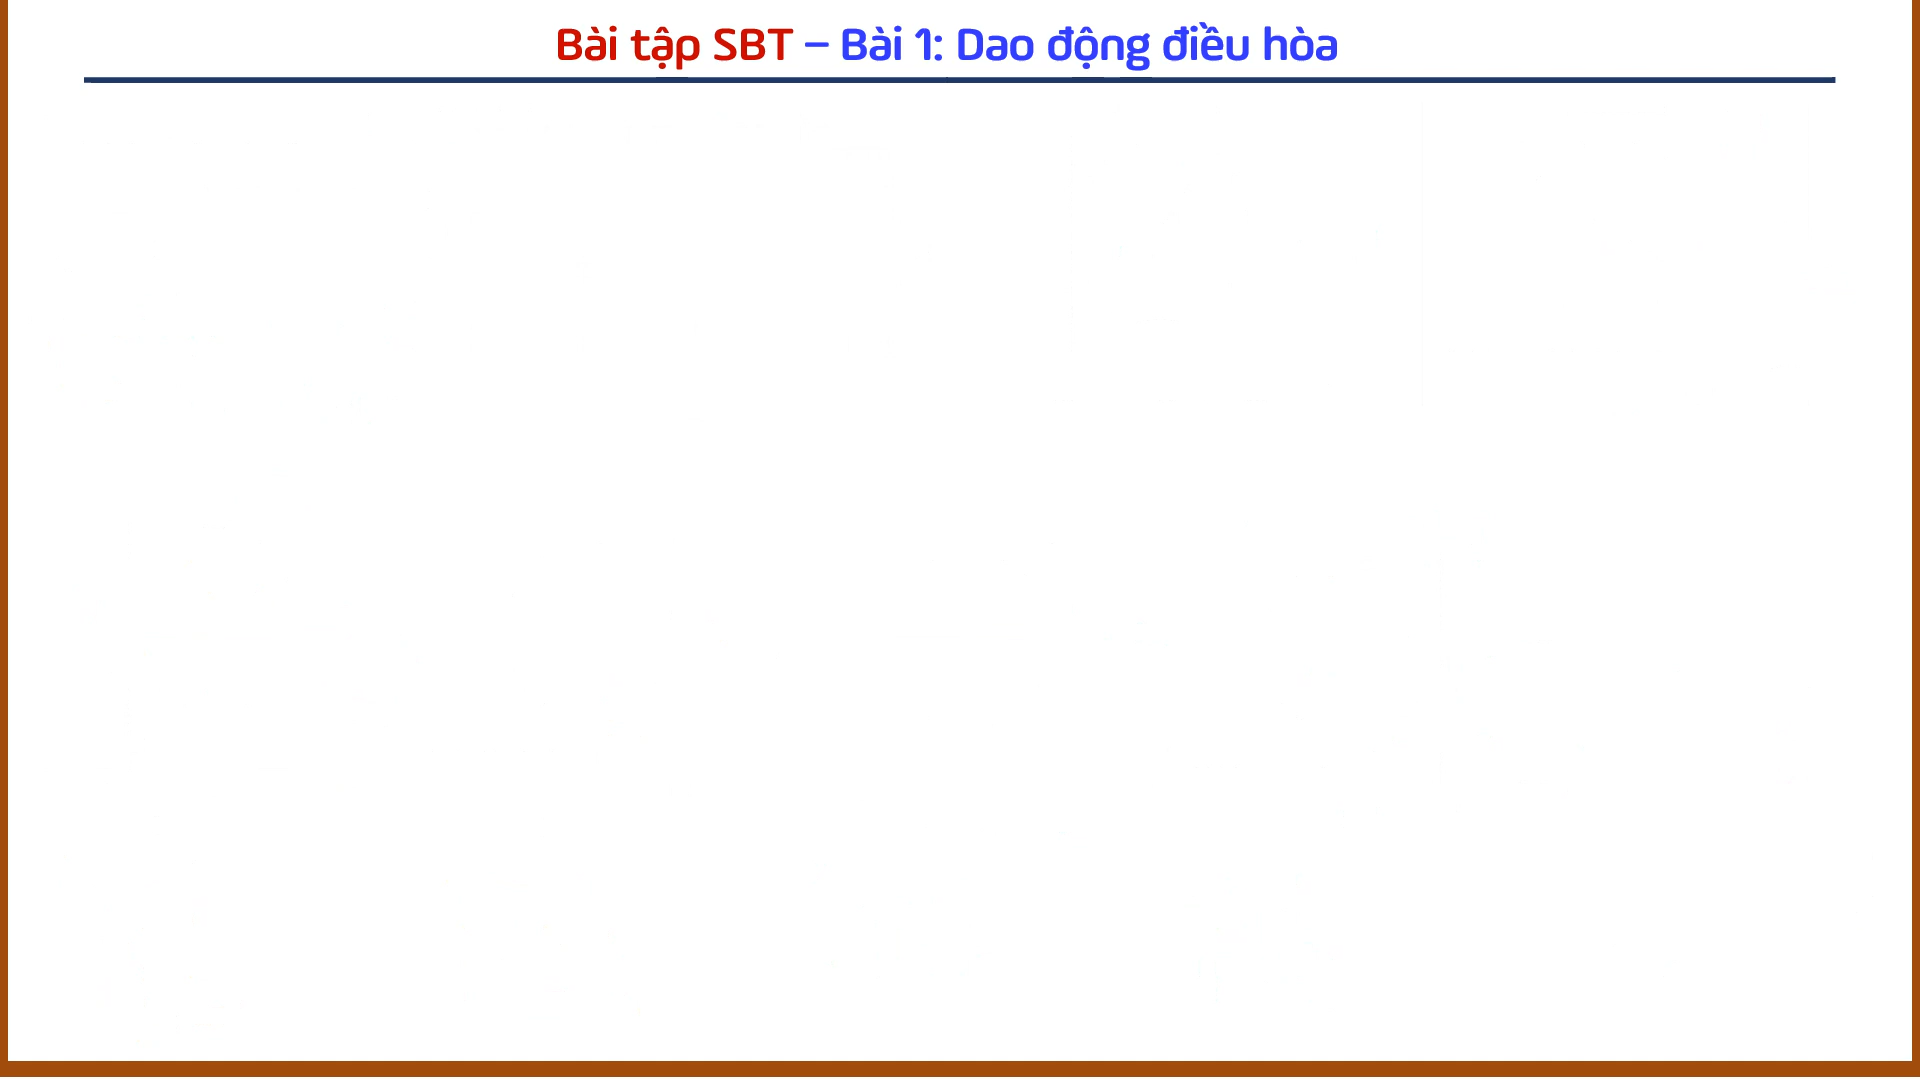 Bài tập SBT – Bài 1: Dao động điều hòa